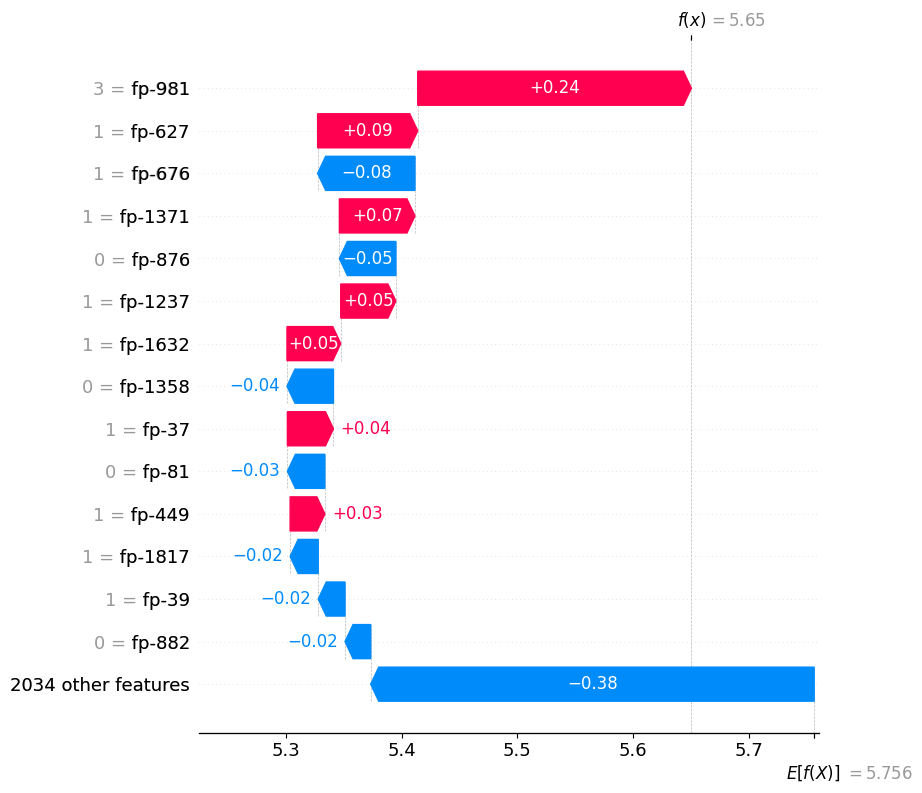 f(x) = 5.65
3 = fp-981 +0.24
1 = fp-627 +0.09
1 = fp-676 −0.08
1 = fp-1371 +0.07
0 = fp-876 −0.05
1 = fp-1237 +0.05
1 = fp-1632 +0.05
0 = fp-1358 −0.04
1 = fp-37 +0.04
0 = fp-81 −0.03
1 = fp-449 +0.03
1 = fp-1817 −0.02
1 = fp-39 −0.02
0 = fp-882 −0.02
2034 other features −0.38
5.3 5.4 5.5 5.6 5.7
E[f(X)] = 5.756